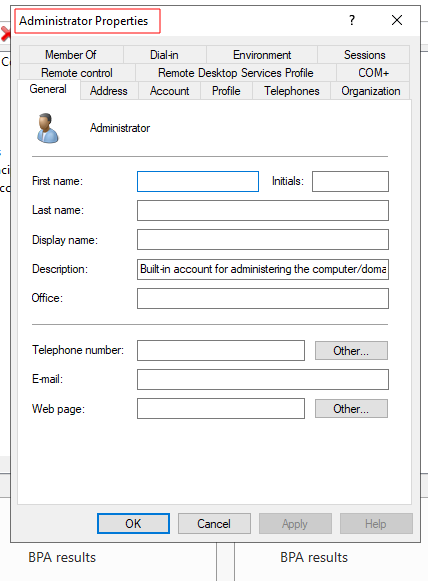 Administrator Properties
?
Member Of Dial-in Environment Sessions
Remote control Remote Desktop Services Profile COM+
General Address Account Profile Telephones Organization
Administrator
First name: Initials:
Last name:
Display name:
Description: Built-in account for administering the computer/doma
Office:
Telephone number: Other...
E-mail:
Web page: Other...
OK Cancel Apply Help
BPA results BPA results